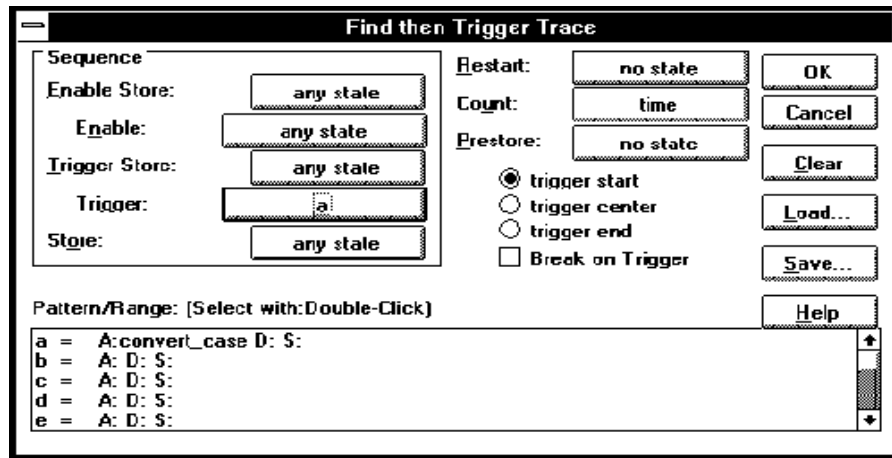 Find then Trigger Trace
Sequence
Enable Store: any state
Enable: any state
Trigger Store: any state
Trigger: a
Store: any state
Restart: no state
Count: time
Prestore: no state
trigger start
trigger center
trigger end
Break on Trigger
OK
Cancel
Clear
Load...
Save...
Help
Pattern/Range: (Select with:Double-Click)
a = A:convert_case D: S:
b = A: D: S:
c = A: D: S:
d = A: D: S:
e = A: D: S: